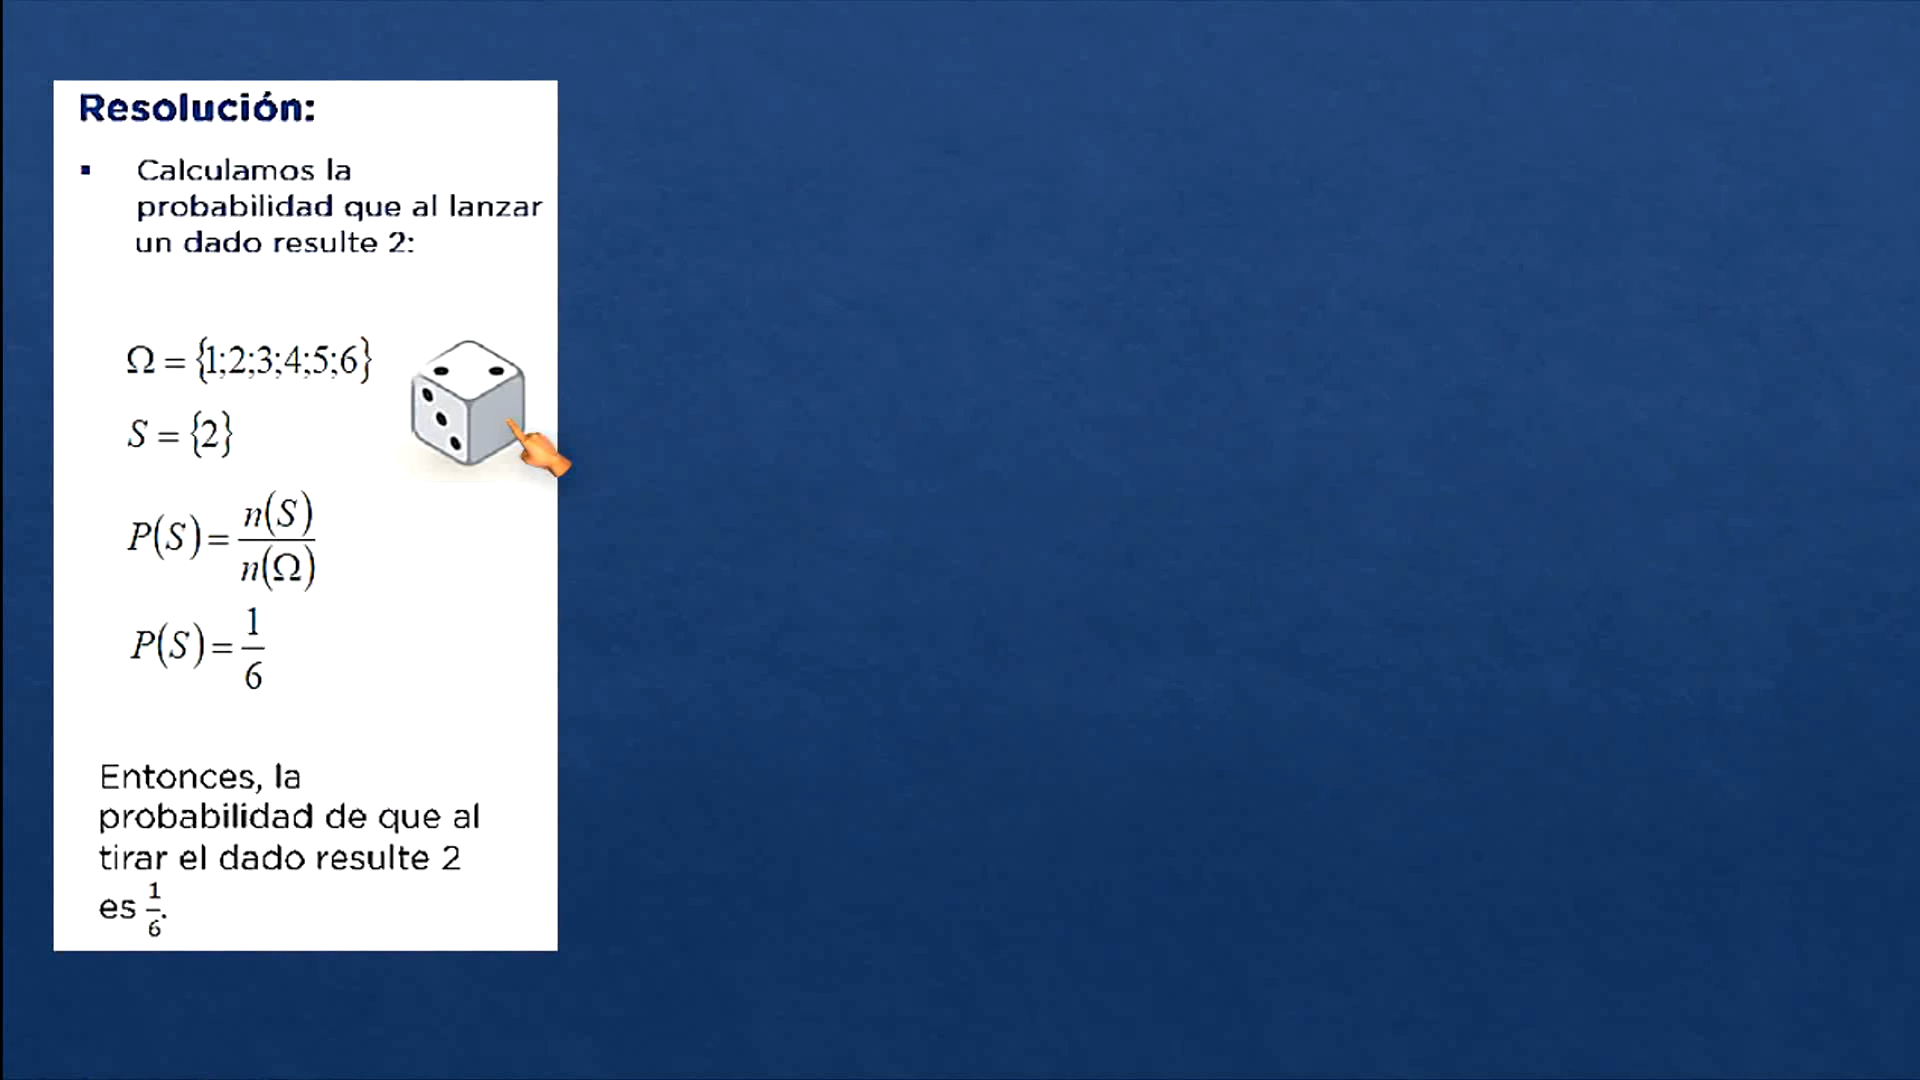 Resolución:
▪ Calculamos la
probabilidad que al lanzar
un dado resulte 2:
Ω = {1;2;3;4;5;6}
S = {2}
P(S) = n(S)/n(Ω)
P(S) = 1/6
Entonces, la
probabilidad de que al
tirar el dado resulte 2
es 1/6.